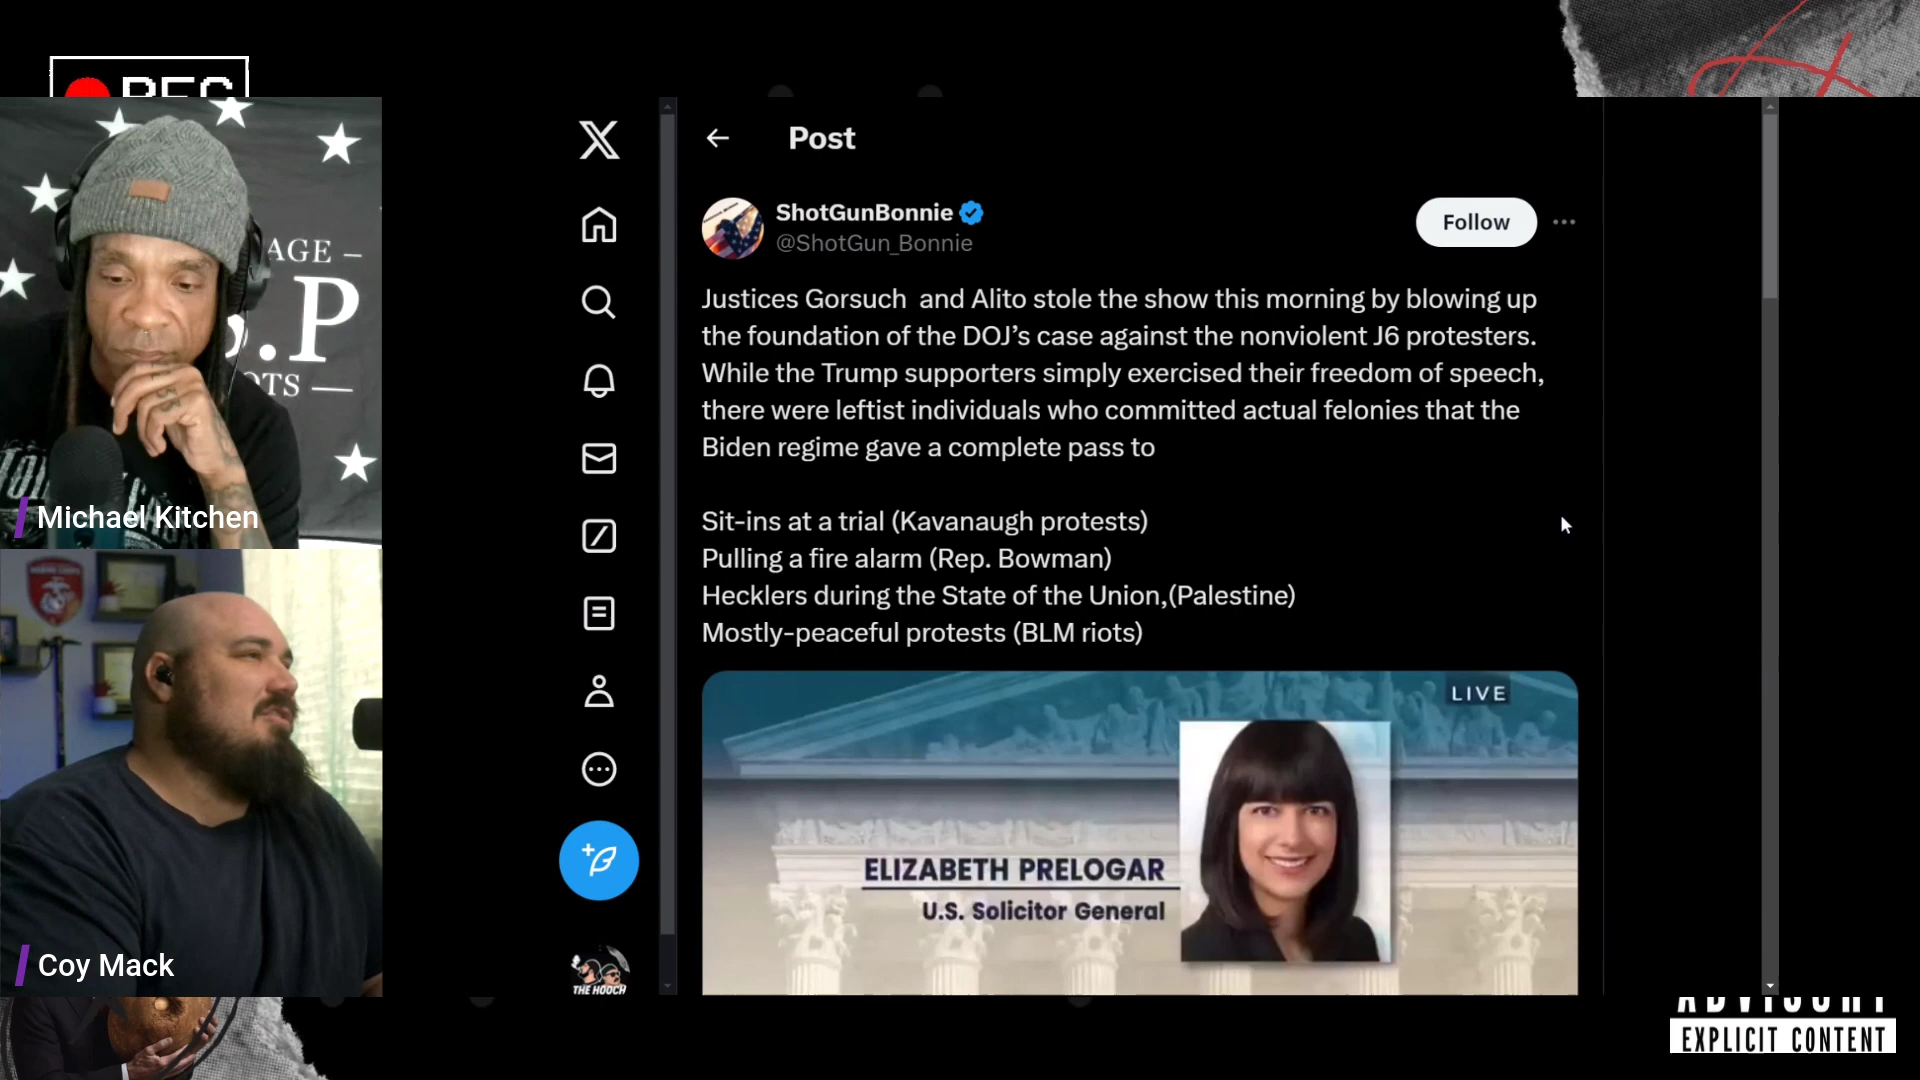 REC
AGE –
.P
OTS —
Michael Kitchen
Coy Mack
Post
ShotGunBonnie
@ShotGun_Bonnie
Follow
Justices Gorsuch  and Alito stole the show this morning by blowing up
the foundation of the DOJ’s case against the nonviolent J6 protesters.
While the Trump supporters simply exercised their freedom of speech,
there were leftist individuals who committed actual felonies that the
Biden regime gave a complete pass to
Sit-ins at a trial (Kavanaugh protests)
Pulling a fire alarm (Rep. Bowman)
Hecklers during the State of the Union,(Palestine)
Mostly-peaceful protests (BLM riots)
LIVE
ELIZABETH PRELOGAR
U.S. Solicitor General
THE HOOCH
ADVISORY
EXPLICIT CONTENT